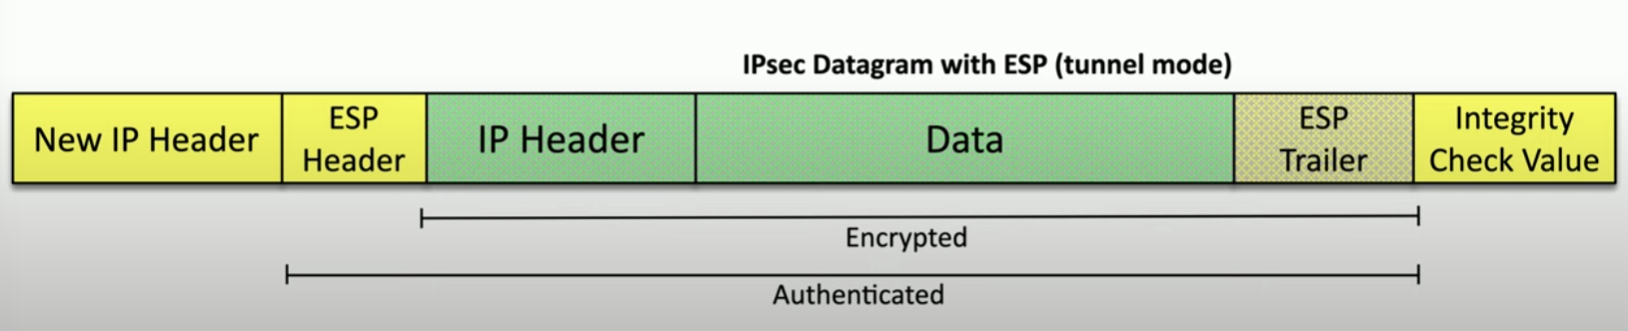 IPsec Datagram with ESP (tunnel mode)
New IP Header
ESP
Header
IP Header
Data
ESP
Trailer
Integrity
Check Value
Encrypted
Authenticated